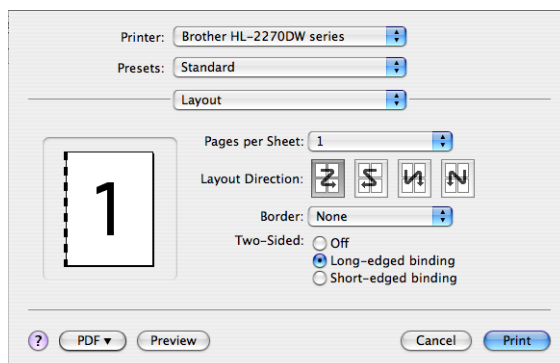 Printer: Brother HL-2270DW series
Presets: Standard
Layout
Pages per Sheet: 1
1
Layout Direction:
Border: None
Two-Sided: Off
Long-edged binding
Short-edged binding
? PDF▼ Preview Cancel Print